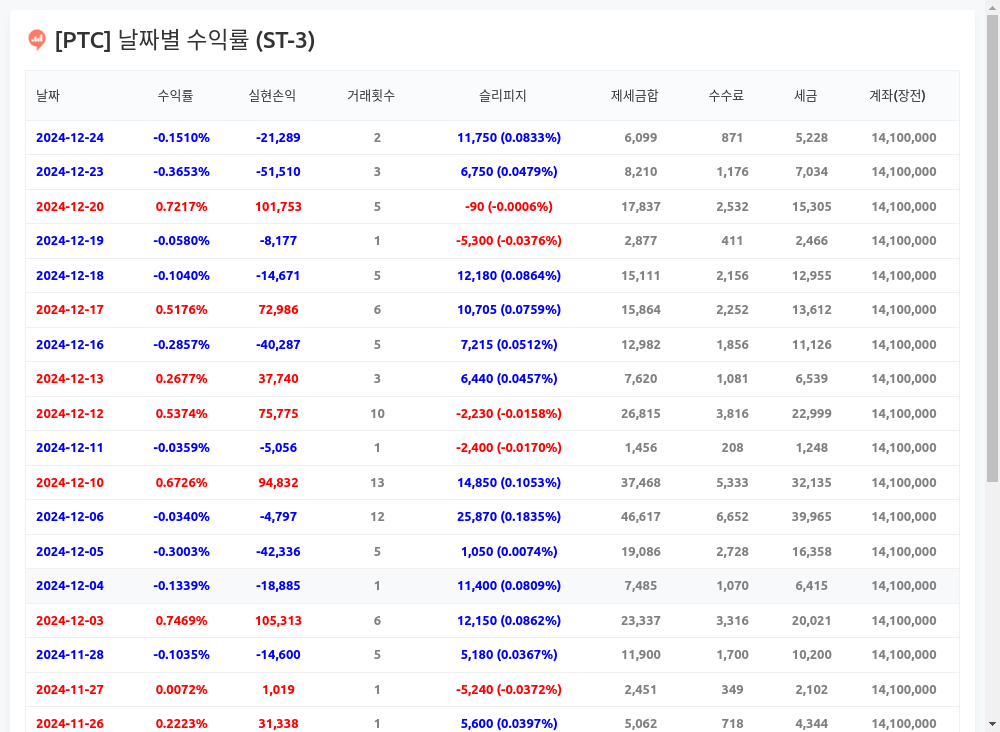 [PTC] 날짜별 수익률 (ST-3)
날짜 수익률 실현손익 거래횟수 슬리피지 제세금합 수수료 세금 계좌(장전)
2024-12-24 -0.1510% -21,289 2 11,750 (0.0833%) 6,099 871 5,228 14,100,000
2024-12-23 -0.3653% -51,510 3 6,750 (0.0479%) 8,210 1,176 7,034 14,100,000
2024-12-20 0.7217% 101,753 5 -90 (-0.0006%) 17,837 2,532 15,305 14,100,000
2024-12-19 -0.0580% -8,177 1 -5,300 (-0.0376%) 2,877 411 2,466 14,100,000
2024-12-18 -0.1040% -14,671 5 12,180 (0.0864%) 15,111 2,156 12,955 14,100,000
2024-12-17 0.5176% 72,986 6 10,705 (0.0759%) 15,864 2,252 13,612 14,100,000
2024-12-16 -0.2857% -40,287 5 7,215 (0.0512%) 12,982 1,856 11,126 14,100,000
2024-12-13 0.2677% 37,740 3 6,440 (0.0457%) 7,620 1,081 6,539 14,100,000
2024-12-12 0.5374% 75,775 10 -2,230 (-0.0158%) 26,815 3,816 22,999 14,100,000
2024-12-11 -0.0359% -5,056 1 -2,400 (-0.0170%) 1,456 208 1,248 14,100,000
2024-12-10 0.6726% 94,832 13 14,850 (0.1053%) 37,468 5,333 32,135 14,100,000
2024-12-06 -0.0340% -4,797 12 25,870 (0.1835%) 46,617 6,652 39,965 14,100,000
2024-12-05 -0.3003% -42,336 5 1,050 (0.0074%) 19,086 2,728 16,358 14,100,000
2024-12-04 -0.1339% -18,885 1 11,400 (0.0809%) 7,485 1,070 6,415 14,100,000
2024-12-03 0.7469% 105,313 6 12,150 (0.0862%) 23,337 3,316 20,021 14,100,000
2024-11-28 -0.1035% -14,600 5 5,180 (0.0367%) 11,900 1,700 10,200 14,100,000
2024-11-27 0.0072% 1,019 1 -5,240 (-0.0372%) 2,451 349 2,102 14,100,000
2024-11-26 0.2223% 31,338 1 5,600 (0.0397%) 5,062 718 4,344 14,100,000